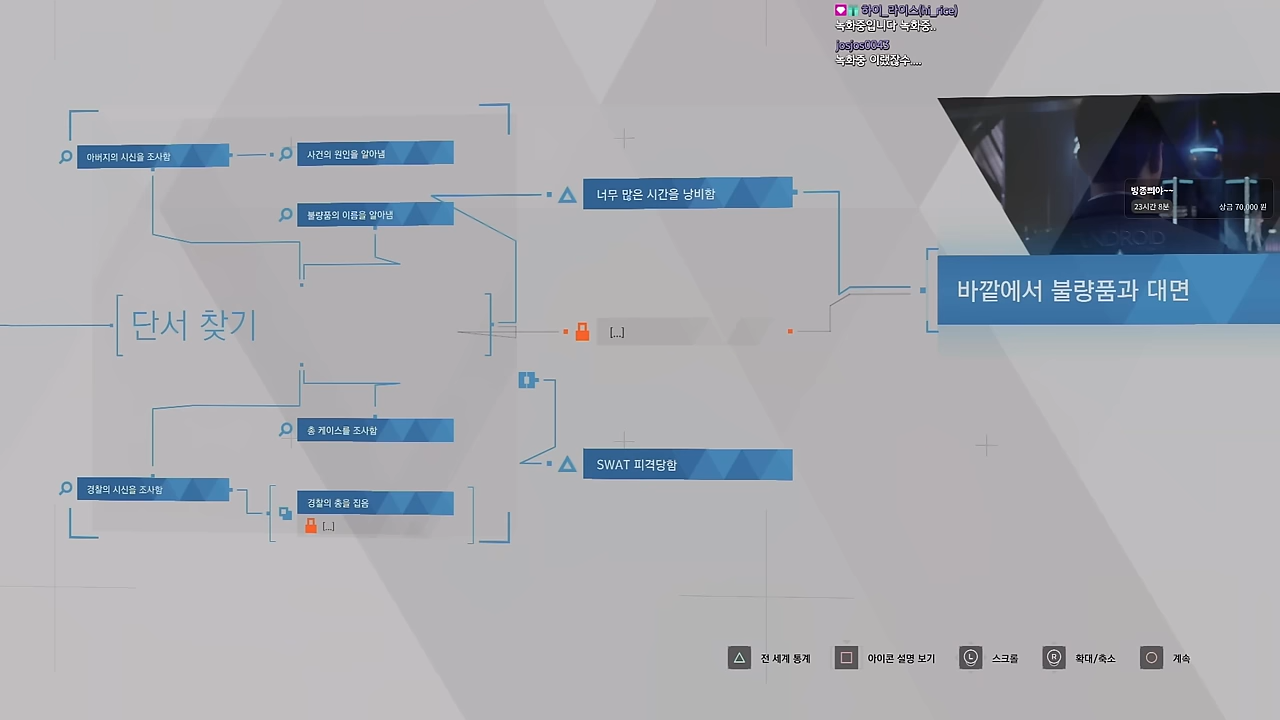 하이_라이스(hi_rice)
녹화중입니다 녹화중..
josjos0043
녹화중 이랬잖수....
아버지의 시신을 조사함
사건의 원인을 알아냄
불량품의 이름을 알아냄
너무 많은 시간을 낭비함
빙종삐야~~
23시간 8분
상금 70,000 원
ANDROID
바깥에서 불량품과 대면
단서 찾기
[...]
총 케이스를 조사함
SWAT 피격당함
경찰의 시신을 조사함
경찰의 총을 집음
[...]
전 세계 통계
아이콘 설명 보기
L
스크롤
R
확대/축소
계속